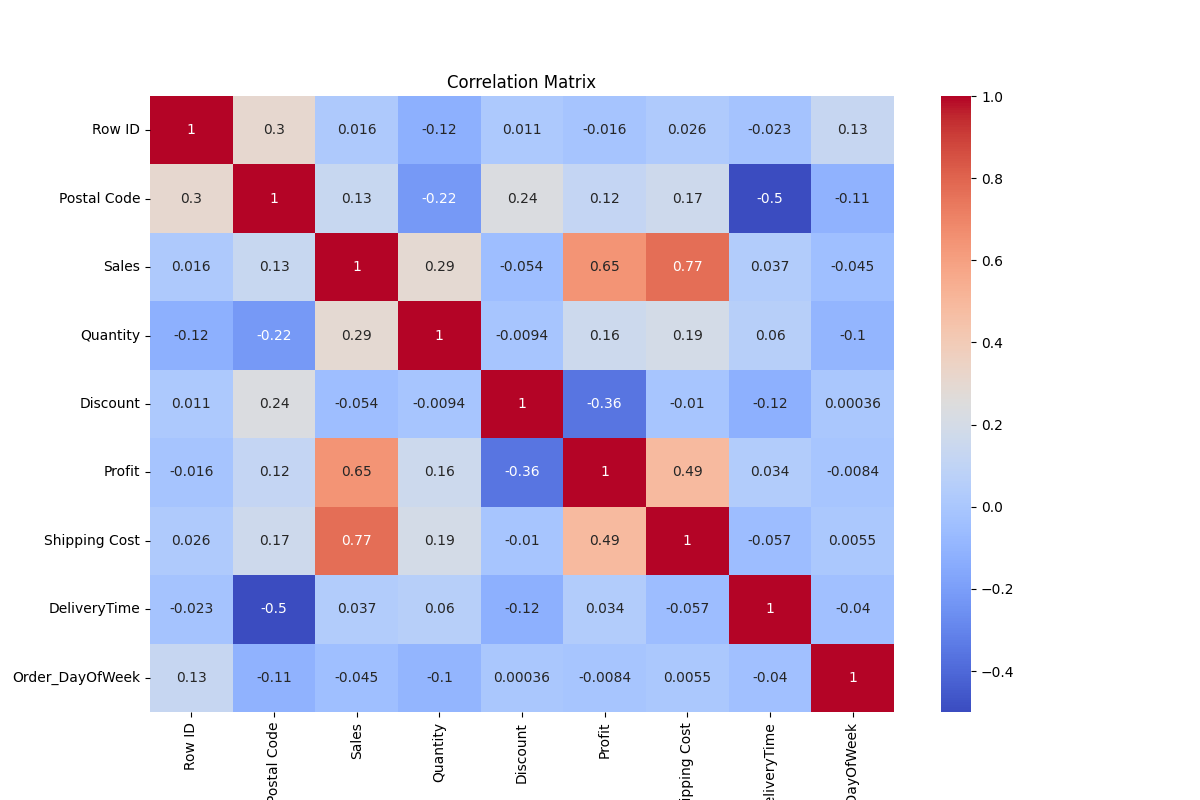 Correlation Matrix
Row ID 1 0.3 0.016 -0.12 0.011 -0.016 0.026 -0.023 0.13
Postal Code 0.3 1 0.13 -0.22 0.24 0.12 0.17 -0.5 -0.11
Sales 0.016 0.13 1 0.29 -0.054 0.65 0.77 0.037 -0.045
Quantity -0.12 -0.22 0.29 1 -0.0094 0.16 0.19 0.06 -0.1
Discount 0.011 0.24 -0.054 -0.0094 1 -0.36 -0.01 -0.12 0.00036
Profit -0.016 0.12 0.65 0.16 -0.36 1 0.49 0.034 -0.0084
Shipping Cost 0.026 0.17 0.77 0.19 -0.01 0.49 1 -0.057 0.0055
DeliveryTime -0.023 -0.5 0.037 0.06 -0.12 0.034 -0.057 1 -0.04
Order_DayOfWeek 0.13 -0.11 -0.045 -0.1 0.00036 -0.0084 0.0055 -0.04 1
Row ID
Postal Code
Sales
Quantity
Discount
Profit
ipping Cost
eliveryTime
DayOfWeek
1.0
0.8
0.6
0.4
0.2
0.0
−0.2
−0.4